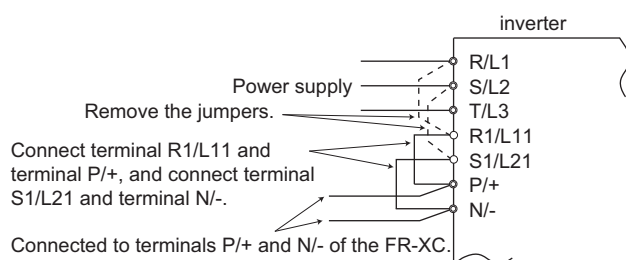 inverter
R/L1
Power supply
S/L2
Remove the jumpers.
T/L3
R1/L11
Connect terminal R1/L11 and
terminal P/+, and connect terminal
S1/L21 and terminal N/-.
S1/L21
P/+
N/-
Connected to terminals P/+ and N/- of the FR-XC.